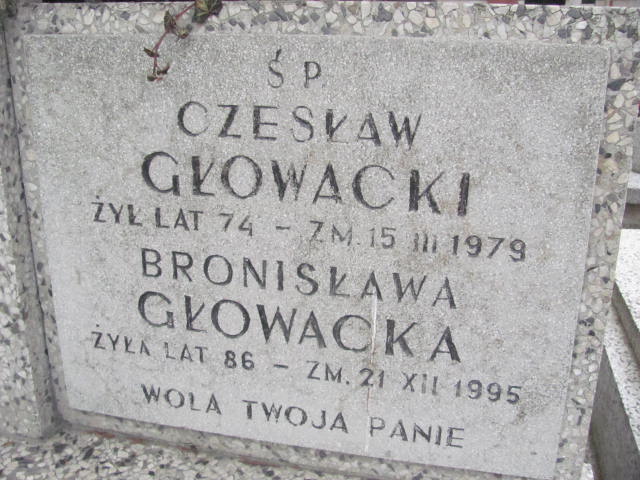 Ś P.
CZESŁAW
GŁOWACKI
ŻYŁ LAT 74 - ZM. 15 III 1979
BRONISŁAWA
GŁOWACKA
ŻYŁA LAT 86 - ZM. 21 XII 1995
WOLA TWOJA PANIE